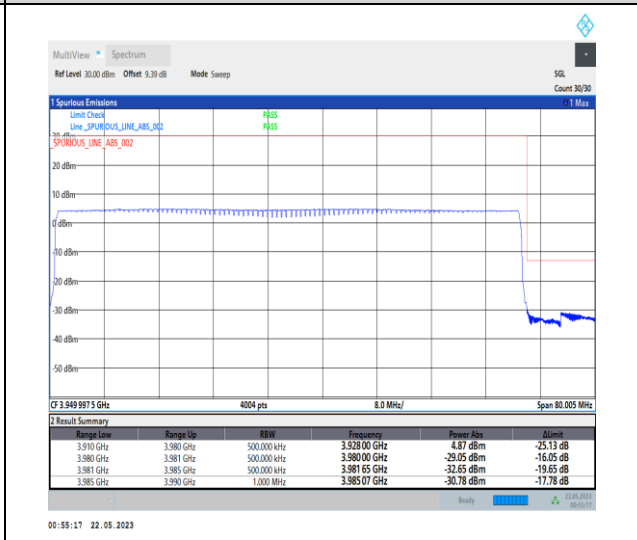 MultiView Spectrum
Ref Level 30.00 dBm Offset 9.39 dB Mode Sweep SGL
Count 30/30
1 Spurious Emissions 1 Max
Limit Check PASS
Line _SPURIOUS_LINE_ABS_002 PASS
30 dBm
_SPURIOUS_LINE_ABS_002
20 dBm
10 dBm
0 dBm
-10 dBm
-20 dBm
-30 dBm
-40 dBm
-50 dBm
CF 3.949 997 5 GHz 4004 pts 8.0 MHz/ Span 80.005 MHz
2 Result Summary
Range Low Range Up RBW Frequency Power Abs ΔLimit
3.910 GHz 3.980 GHz 500.000 kHz 3.928 00 GHz 4.87 dBm -25.13 dB
3.980 GHz 3.981 GHz 500.000 kHz 3.980 00 GHz -29.05 dBm -16.05 dB
3.981 GHz 3.985 GHz 500.000 kHz 3.981 65 GHz -32.65 dBm -19.65 dB
3.985 GHz 3.990 GHz 1.000 MHz 3.985 07 GHz -30.78 dBm -17.78 dB
Ready 22.05.2023
00:55:17
00:55:17 22.05.2023